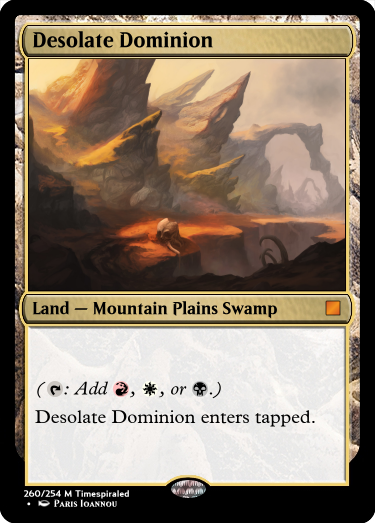 Desolate Dominion
Land — Mountain Plains Swamp
( : Add , , or .)
Desolate Dominion enters tapped.
260/254 M Timespiraled
• Paris Ioannou